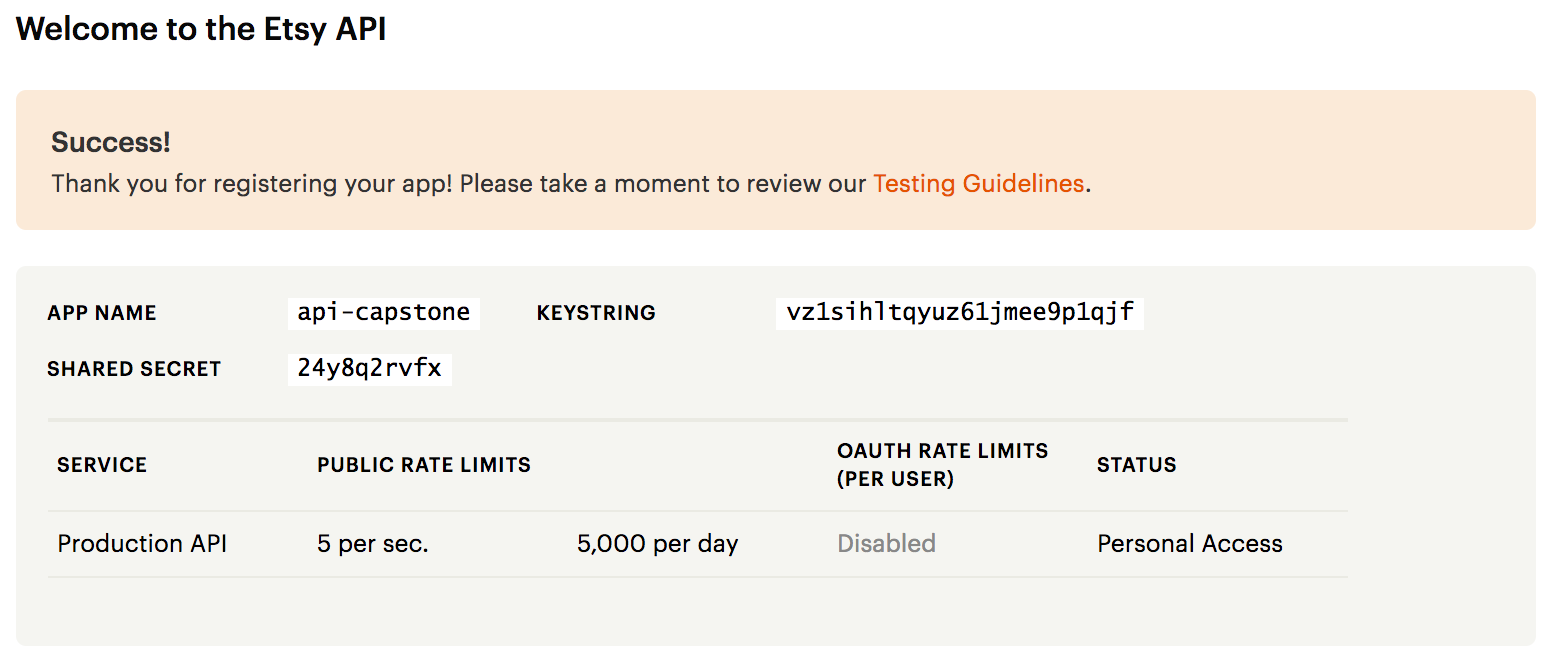 Welcome to the Etsy API
Success!
Thank you for registering your app! Please take a moment to review our Testing Guidelines.
APP NAME api-capstone KEYSTRING vz1sihltqyuz61jmee9p1qjf
SHARED SECRET 24y8q2rvfx
SERVICE PUBLIC RATE LIMITS OAUTH RATE LIMITS (PER USER) STATUS
Production API 5 per sec. 5,000 per day Disabled Personal Access